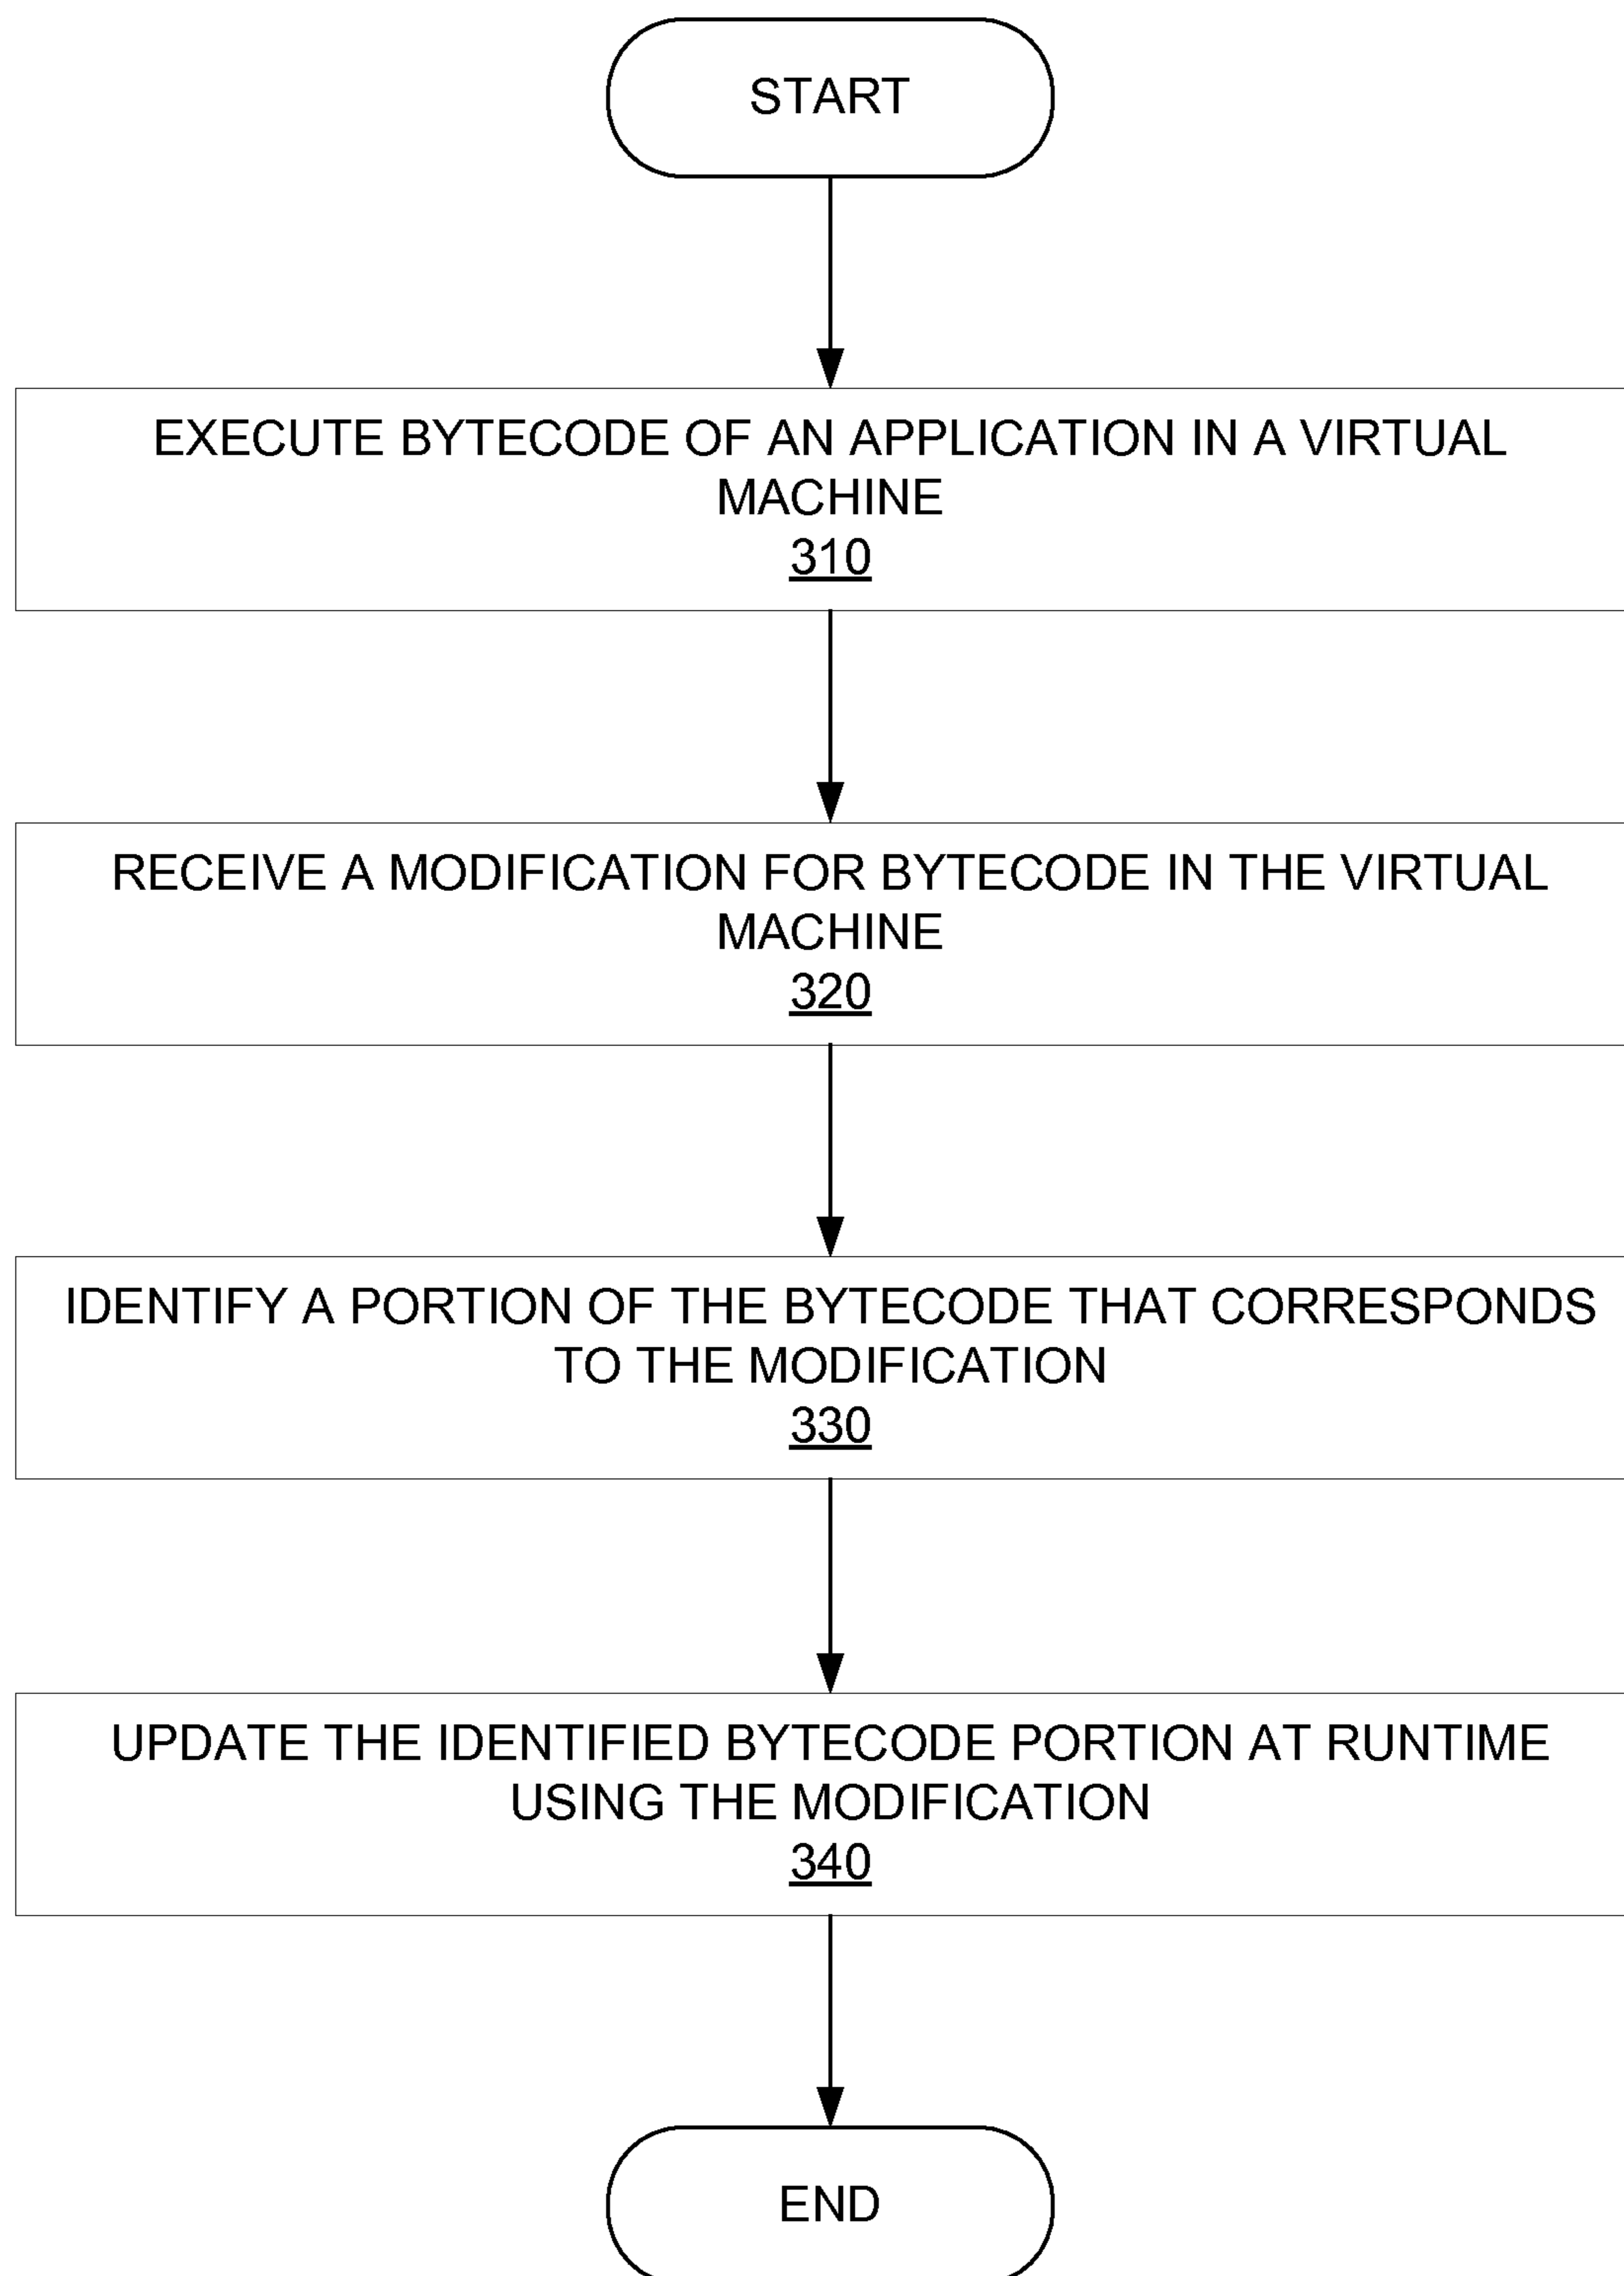 START
EXECUTE BYTECODE OF AN APPLICATION IN A VIRTUAL
MACHINE
310
RECEIVE A MODIFICATION FOR BYTECODE IN THE VIRTUAL
MACHINE
320
IDENTIFY A PORTION OF THE BYTECODE THAT CORRESPONDS
TO THE MODIFICATION
330
UPDATE THE IDENTIFIED BYTECODE PORTION AT RUNTIME
USING THE MODIFICATION
340
END